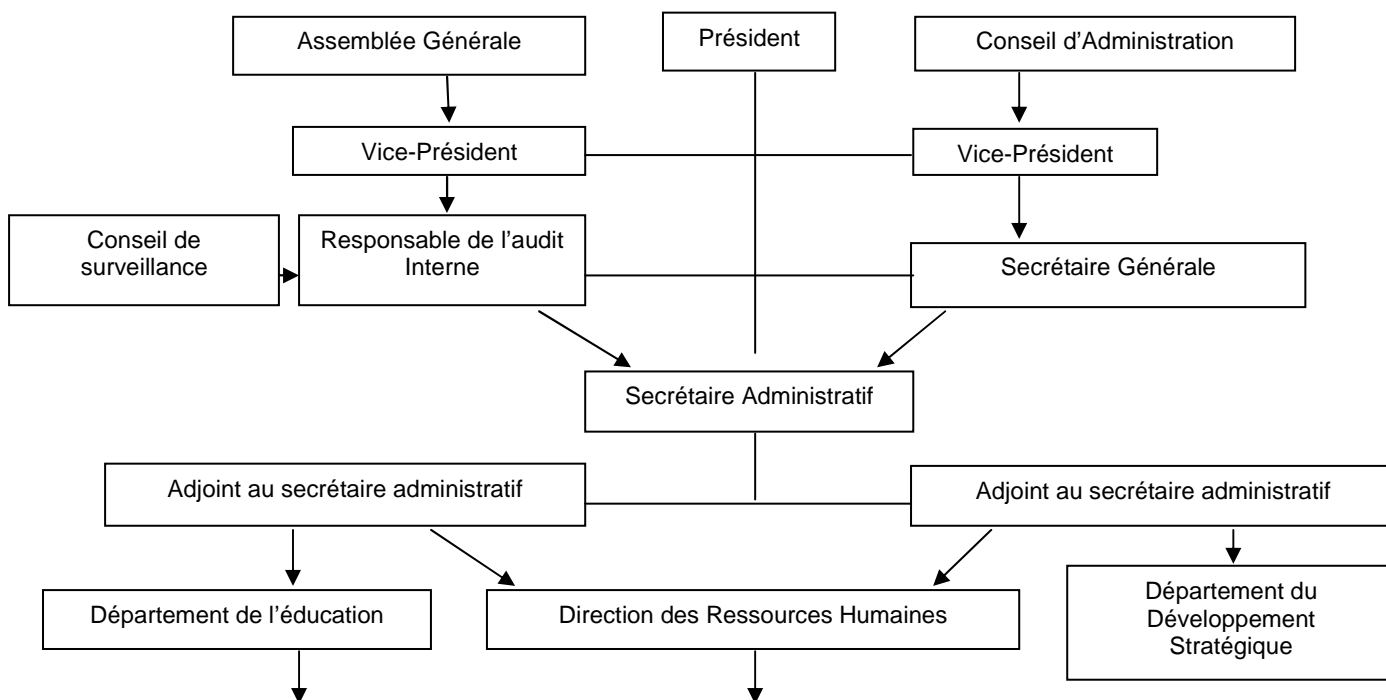 Assemblée Générale
Président
Conseil d'Administration
Vice-Président
Vice-Président
Conseil de
surveillance
Responsable de l'audit
Interne
Secrétaire Générale
Secrétaire Administratif
Adjoint au secrétaire administratif
Adjoint au secrétaire administratif
Département de l'éducation
Direction des Ressources Humaines
Département du
Développement
Stratégique